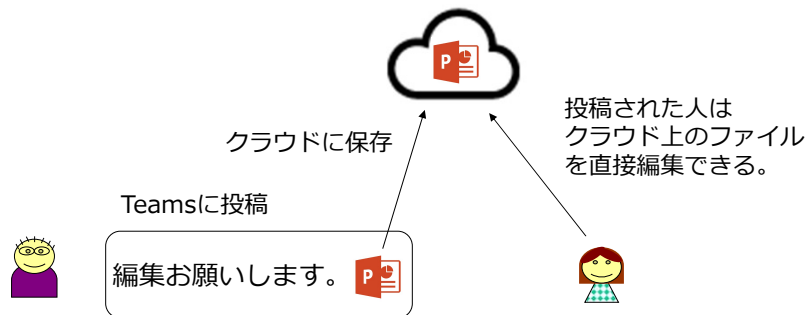 P
投稿された人は
クラウド上のファイル
を直接編集できる。
クラウドに保存
Teamsに投稿
編集お願いします。 P